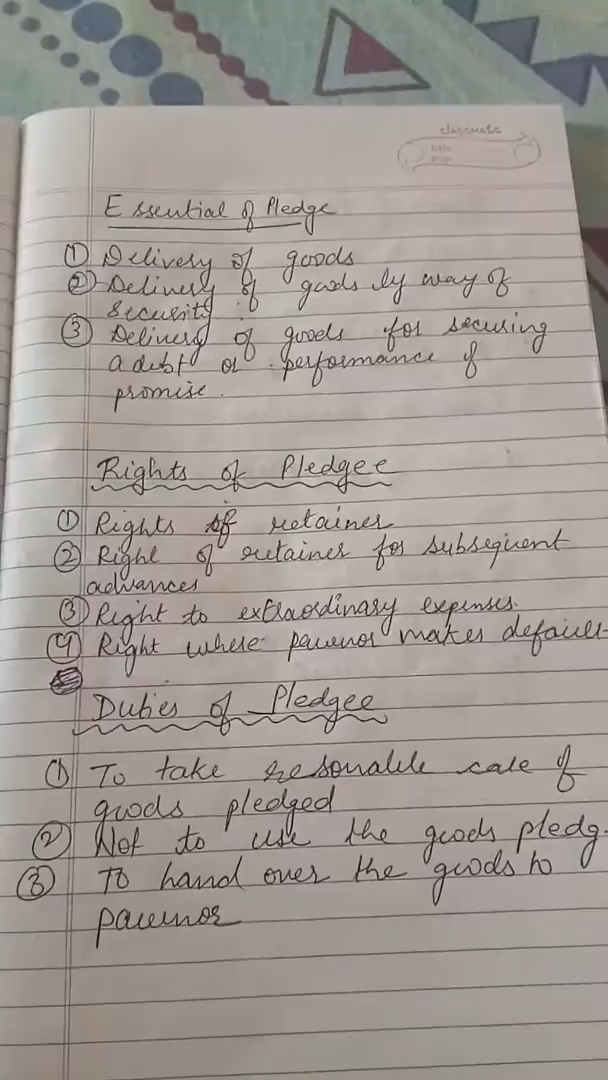 classmate
Date
Page
Essential of Pledge
① Delivery of goods
② Delivery of goods by way of
security.
③ Delivery of goods for securing
a debt or performance of
promise.
Rights of Pledgee
① Rights of retainer
② Right of retainer for subsequent
advances
③ Right to extraordinary expenses.
④ Right where pawnor makes default
Duties of Pledgee
① To take resonable care of
goods pledged
② Not to use the goods pledg.
③ To hand over the goods to
pawnor